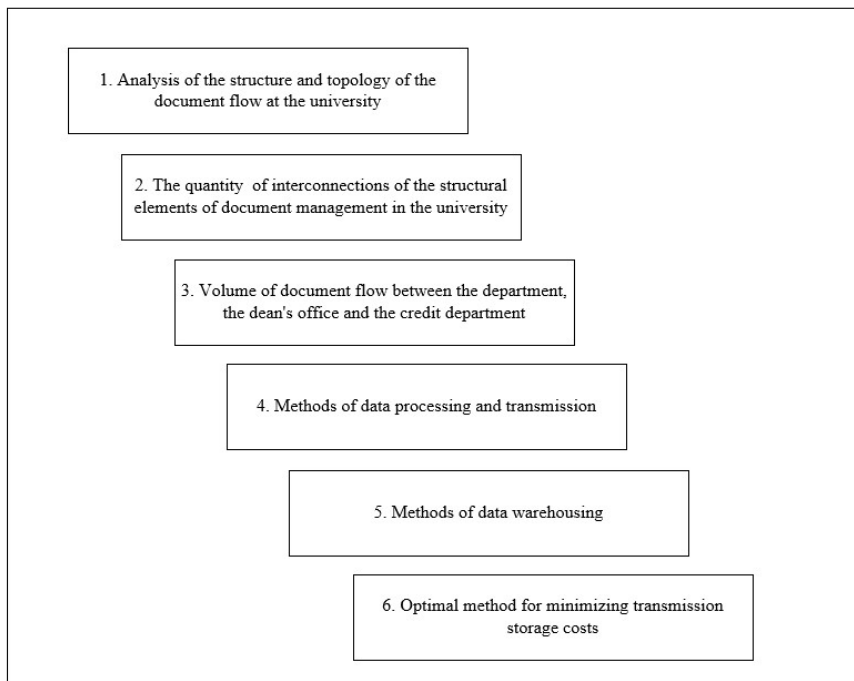 1. Analysis of the structure and topology of the
document flow at the university
2. The quantity of interconnections of the structural
elements of document management in the university
3. Volume of document flow between the department,
the dean's office and the credit department
4. Methods of data processing and transmission
5. Methods of data warehousing
6. Optimal method for minimizing transmission
storage costs